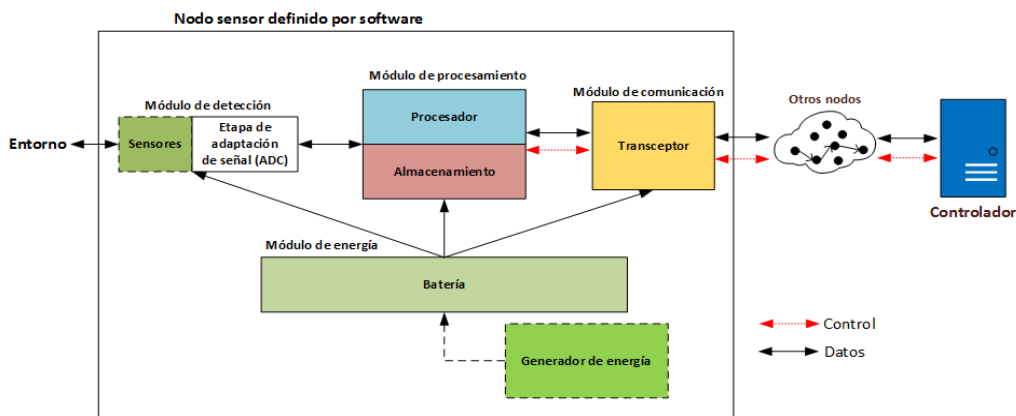 Nodo sensor definido por software
Módulo de procesamiento
Módulo de detección
Módulo de comunicación
Otros nodos
Entorno
Sensores
Etapa de
adaptación
de señal (ADC)
Procesador
Almacenamiento
Transceptor
Controlador
Módulo de energía
Batería
Generador de energía
Control
Datos